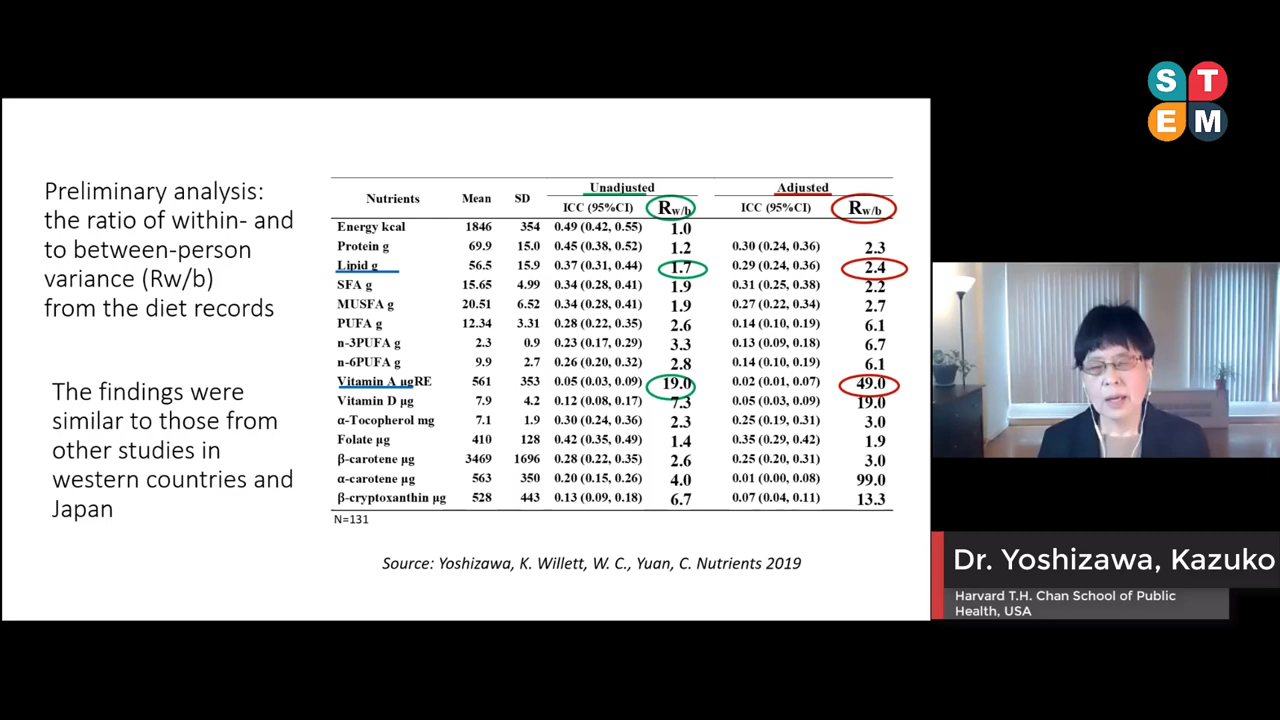 S T
E M
Preliminary analysis:
the ratio of within- and
to between-person
variance (Rw/b)
from the diet records
The findings were
similar to those from
other studies in
western countries and
Japan
Nutrients Mean SD Unadjusted Adjusted
ICC (95%CI) Rw/b ICC (95%CI) Rw/b
Energy kcal 1846 354 0.49 (0.42, 0.55) 1.0
Protein g 69.9 15.0 0.45 (0.38, 0.52) 1.2 0.30 (0.24, 0.36) 2.3
Lipid g 56.5 15.9 0.37 (0.31, 0.44) 1.7 0.29 (0.24, 0.36) 2.4
SFA g 15.65 4.99 0.34 (0.28, 0.41) 1.9 0.31 (0.25, 0.38) 2.2
MUSFA g 20.51 6.52 0.34 (0.28, 0.41) 1.9 0.27 (0.22, 0.34) 2.7
PUFA g 12.34 3.31 0.28 (0.22, 0.35) 2.6 0.14 (0.10, 0.19) 6.1
n-3PUFA g 2.3 0.9 0.23 (0.17, 0.29) 3.3 0.13 (0.09, 0.18) 6.7
n-6PUFA g 9.9 2.7 0.26 (0.20, 0.32) 2.8 0.14 (0.10, 0.19) 6.1
Vitamin A µgRE 561 353 0.05 (0.03, 0.09) 19.0 0.02 (0.01, 0.07) 49.0
Vitamin D µg 7.9 4.2 0.12 (0.08, 0.17) 7.3 0.05 (0.03, 0.09) 19.0
α-Tocopherol mg 7.1 1.9 0.30 (0.24, 0.36) 2.3 0.25 (0.19, 0.31) 3.0
Folate µg 410 128 0.42 (0.35, 0.49) 1.4 0.35 (0.29, 0.42) 1.9
β-carotene µg 3469 1696 0.28 (0.22, 0.35) 2.6 0.25 (0.20, 0.31) 3.0
α-carotene µg 563 350 0.20 (0.15, 0.26) 4.0 0.01 (0.00, 0.08) 99.0
β-cryptoxanthin µg 528 443 0.13 (0.09, 0.18) 6.7 0.07 (0.04, 0.11) 13.3
N=131
Source: Yoshizawa, K. Willett, W. C., Yuan, C. Nutrients 2019
Dr. Yoshizawa, Kazuko
Harvard T.H. Chan School of Public
Health, USA